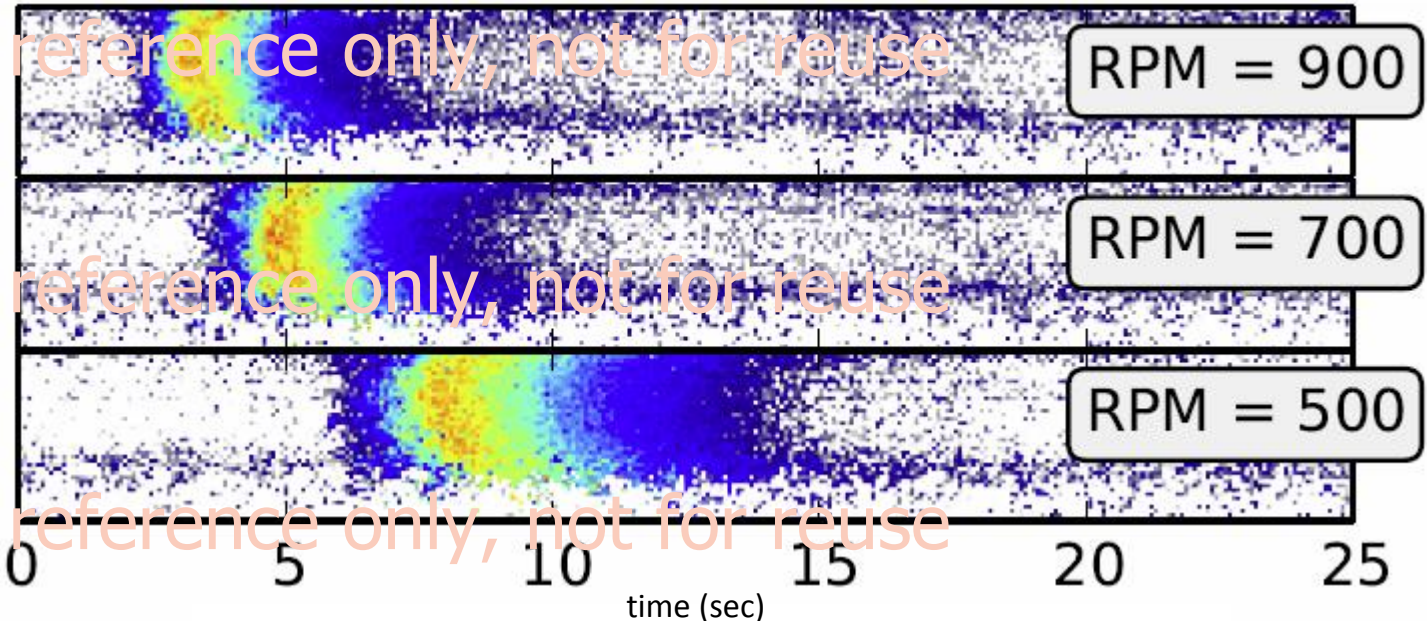 reference only, not for reuse
RPM = 900
RPM = 700
reference only, not for reuse
RPM = 500
reference only, not for reuse
0 5 10 15 20 25
time (sec)